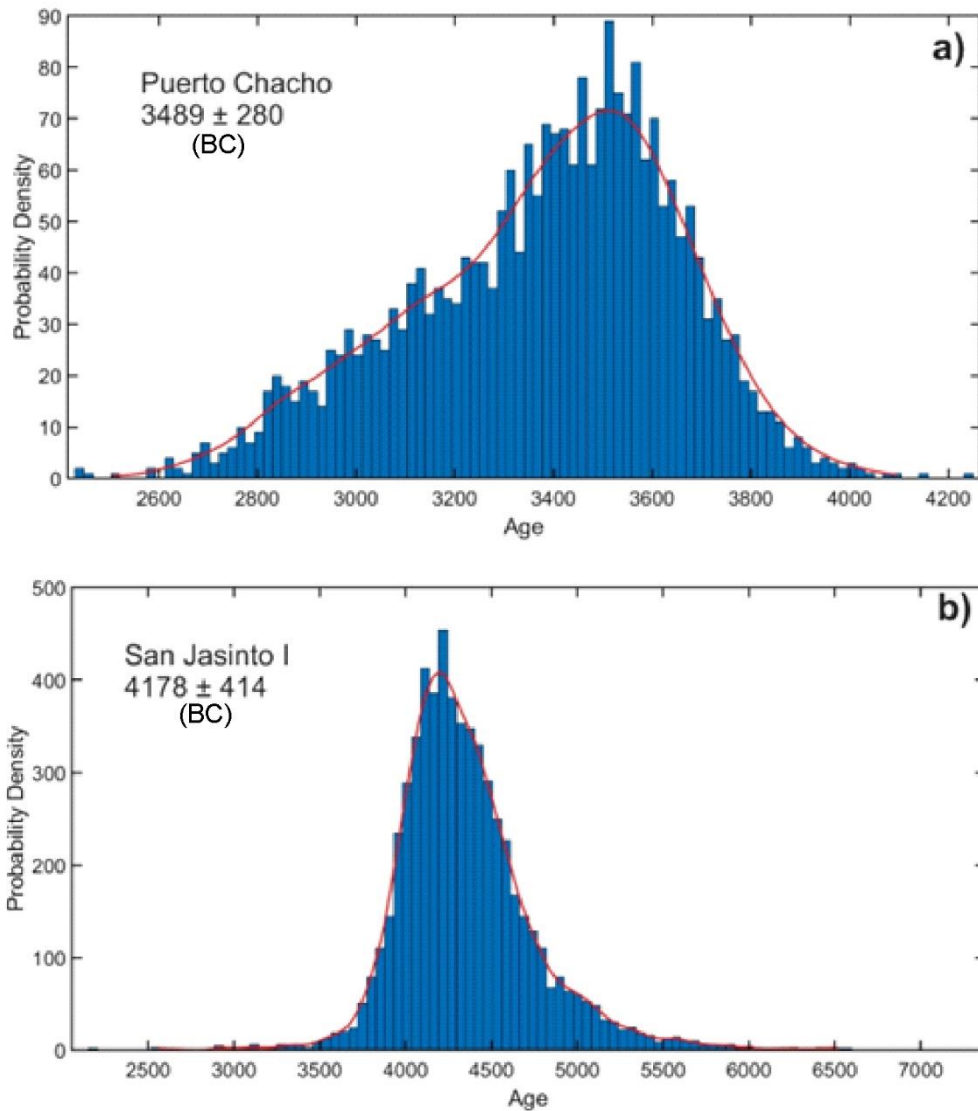 a)
Puerto Chacho
3489 ± 280
(BC)
Probability Density
90
80
70
60
50
40
30
20
10
0
2600 2800 3000 3200 3400 3600 3800 4000 4200
Age
b)
San Jasinto I
4178 ± 414
(BC)
Probability Density
500
400
300
200
100
0
2500 3000 3500 4000 4500 5000 5500 6000 6500 7000
Age